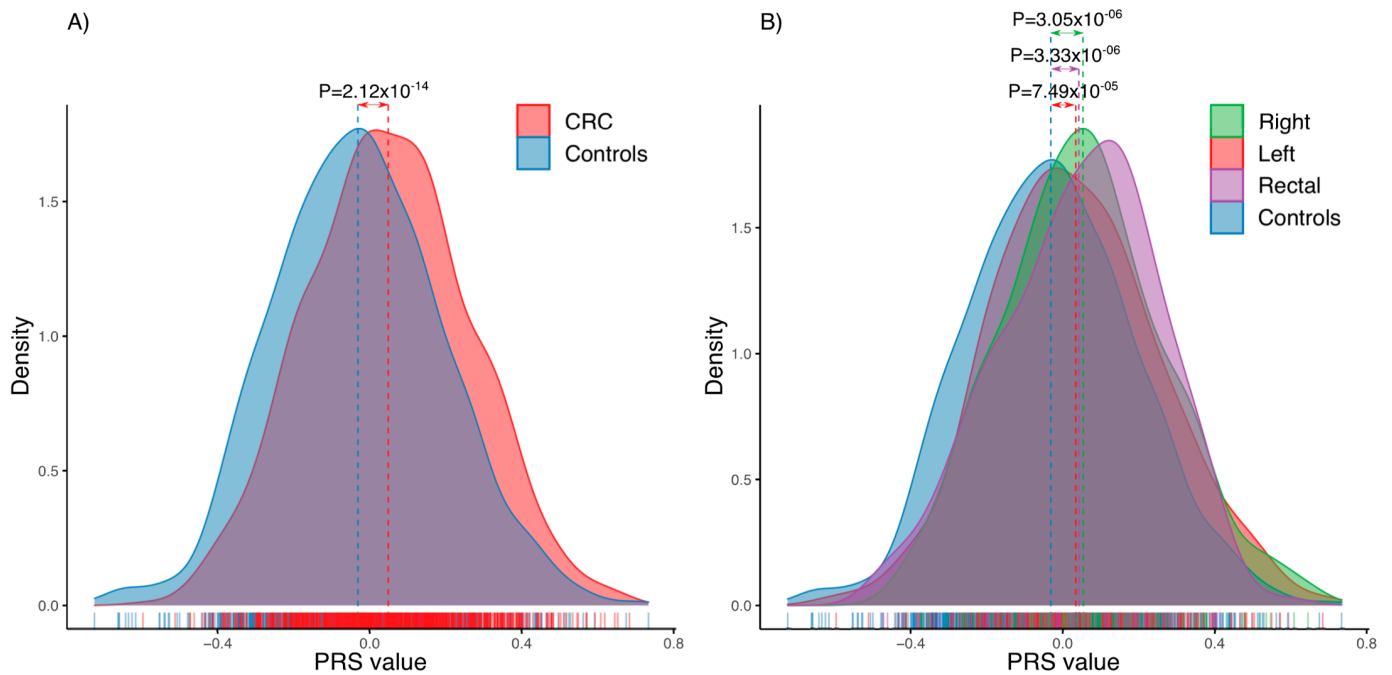 A)
P=2.12x10-14
CRC
Controls
1.5
1.0
0.5
0.0
Density
−0.4
0.0
0.4
0.8
PRS value
B)
P=3.05x10-06
P=3.33x10-06
P=7.49x10-05
Right
Left
Rectal
Controls
1.5
1.0
0.5
0.0
Density
−0.4
0.0
0.4
0.8
PRS value